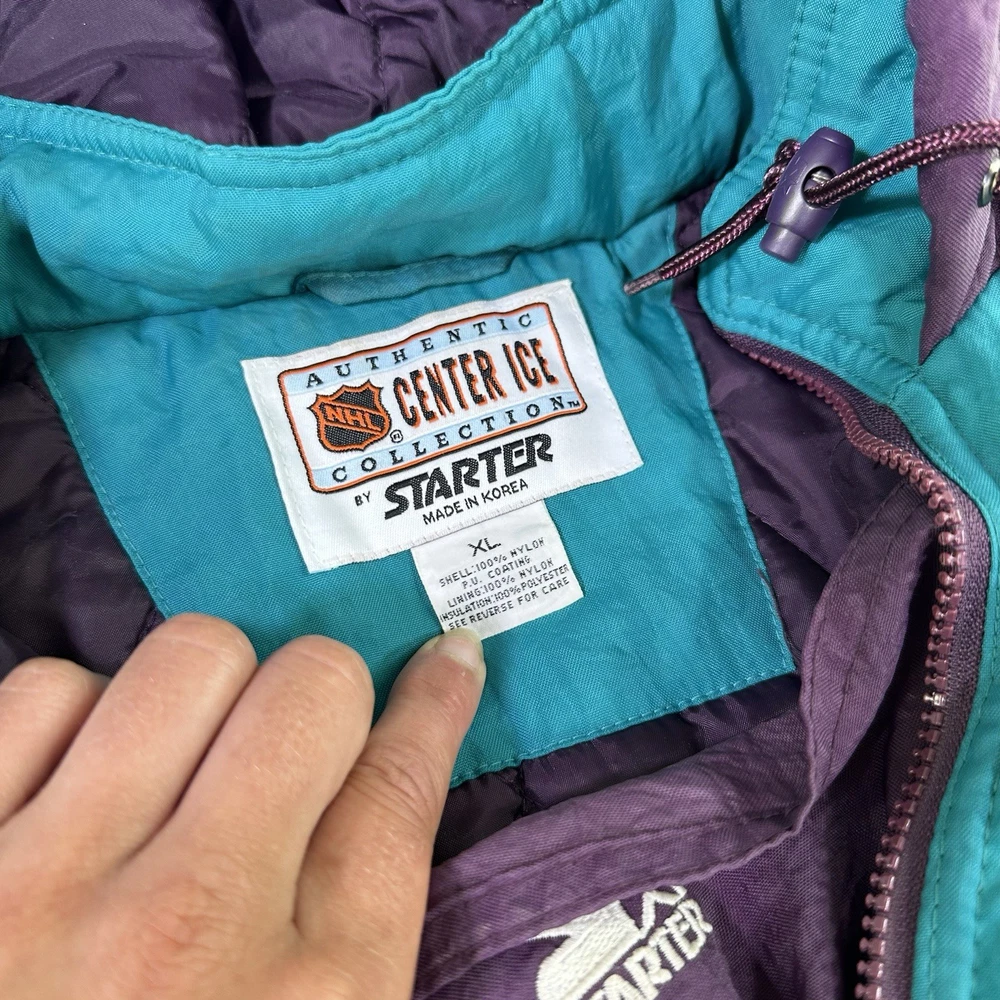 AUTHENTIC
NHL ® CENTER ICE
COLLECTION™
BY STARTER
MADE IN KOREA
XL
SHELL:100% NYLON
P.U. COATING
LINING:100% NYLON
INSULATION:100% POLYESTER
SEE REVERSE FOR CARE
STARTER